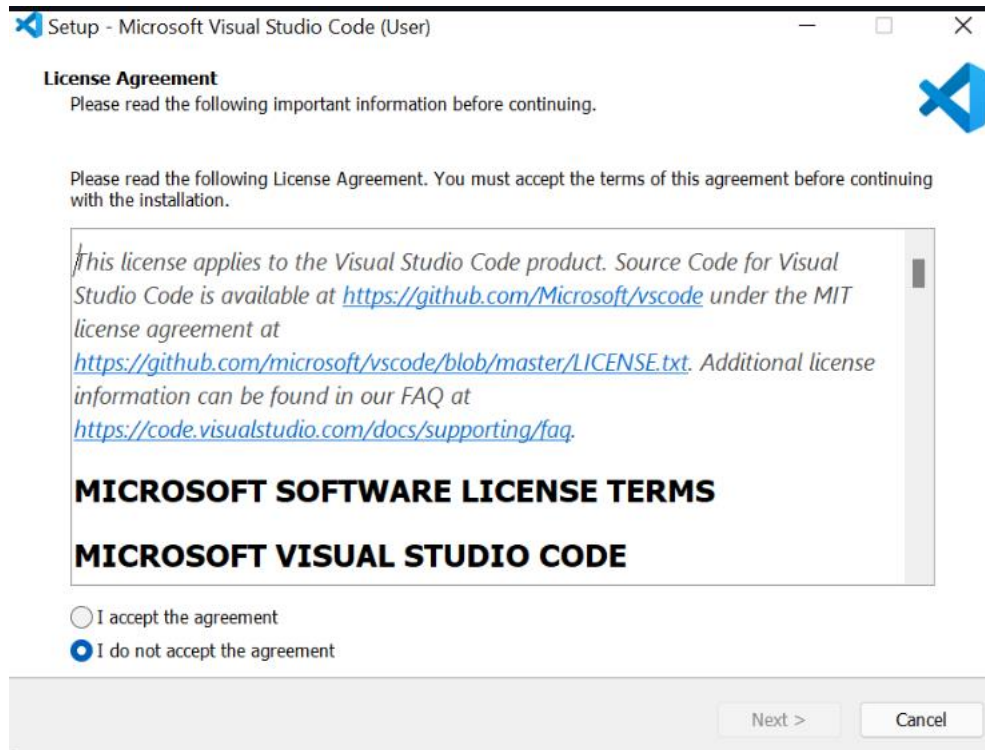 Setup - Microsoft Visual Studio Code (User)
License Agreement
Please read the following important information before continuing.
Please read the following License Agreement. You must accept the terms of this agreement before continuing
with the installation.
This license applies to the Visual Studio Code product. Source Code for Visual
Studio Code is available at https://github.com/Microsoft/vscode under the MIT
license agreement at
https://github.com/microsoft/vscode/blob/master/LICENSE.txt. Additional license
information can be found in our FAQ at
https://code.visualstudio.com/docs/supporting/faq.
MICROSOFT SOFTWARE LICENSE TERMS
MICROSOFT VISUAL STUDIO CODE
I accept the agreement
I do not accept the agreement
Next >
Cancel